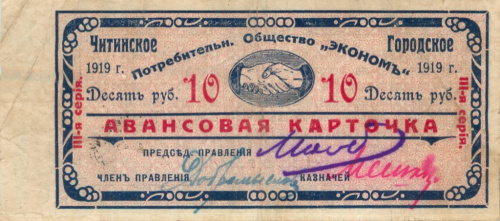 Читинское Потребительн. Общество „ЭКОНОМЪ“ Городское
1919 г. 1919 г.
Десять руб. 10 10 Десять руб.
III-я серія. III-я серія.
АВАНСОВАЯ КАРТОЧКА
ПРЕДСѢД. ПРАВЛЕНІЯ
ЧЛЕНЪ ПРАВЛЕНІЯ КАЗНАЧЕЙ